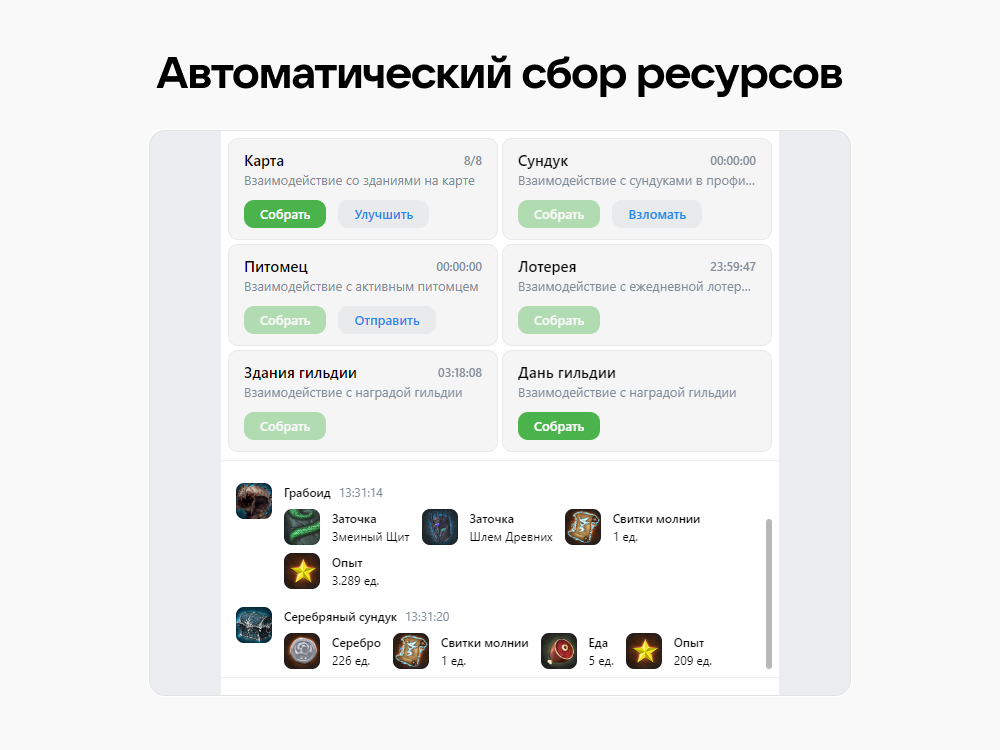 Автоматический сбор ресурсов
Карта 8/8
Взаимодействие со зданиями на карте
Собрать Улучшить
Сундук 00:00:00
Взаимодействие с сундуками в профи...
Собрать Взломать
Питомец 00:00:00
Взаимодействие с активным питомцем
Собрать Отправить
Лотерея 23:59:47
Взаимодействие с ежедневной лотер...
Собрать
Здания гильдии 03:18:08
Взаимодействие с наградой гильдии
Собрать
Дань гильдии
Взаимодействие с наградой гильдии
Собрать
Грабоид 13:31:14
Заточка
Змеиный Щит
Заточка
Шлем Древних
Свитки молнии
1 ед.
Опыт
3.289 ед.
Серебряный сундук 13:31:20
Серебро
226 ед.
Свитки молнии
1 ед.
Еда
5 ед.
Опыт
209 ед.